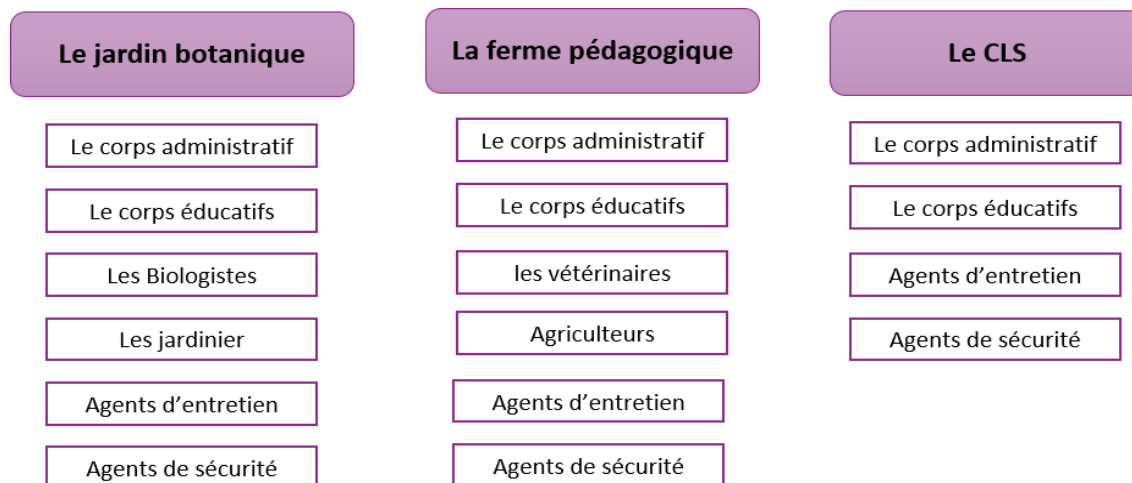 Le jardin botanique
Le corps administratif
Le corps éducatifs
Les Biologistes
Les jardinier
Agents d’entretien
Agents de sécurité
La ferme pédagogique
Le corps administratif
Le corps éducatifs
les vétérinaires
Agriculteurs
Agents d’entretien
Agents de sécurité
Le CLS
Le corps administratif
Le corps éducatifs
Agents d’entretien
Agents de sécurité